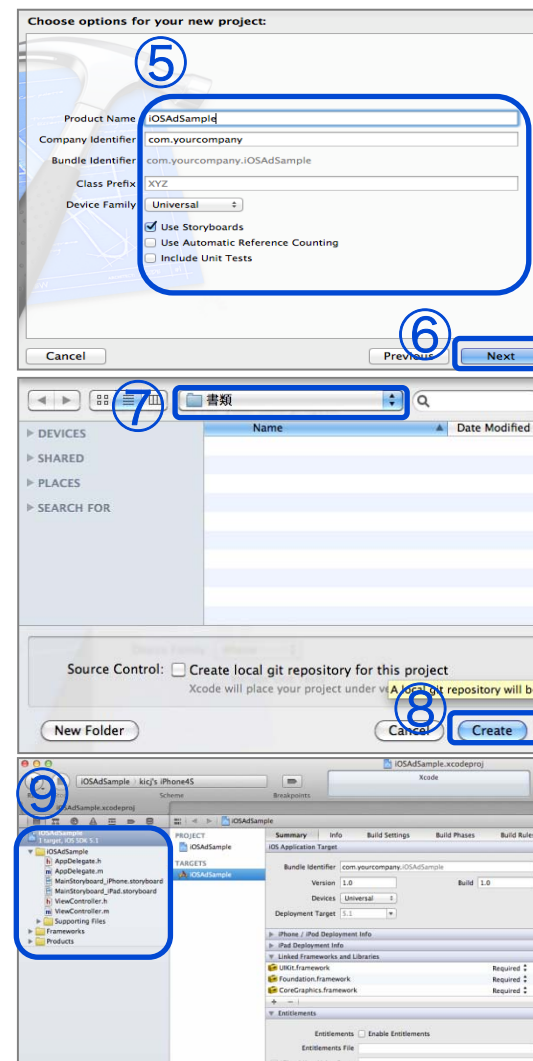 Choose options for your new project:
⑤
Product Name iOSAdSample
Company Identifier com.yourcompany
Bundle Identifier com.yourcompany.iOSAdSample
Class Prefix XYZ
Device Family Universal
Use Storyboards
Use Automatic Reference Counting
Include Unit Tests
⑥
Cancel Previous Next
⑦
書類
Name Date Modified
DEVICES
SHARED
PLACES
SEARCH FOR
Source Control: Create local git repository for this project
Xcode will place your project under
A local git repository will b
⑧
New Folder Cancel Create
iOSAdSample.xcodeproj
⑨
iOSAdSample kicj's iPhone4S
Xcode
Scheme Breakpoints
iOSAdSample.xcodeproj
iOSAdSample
iOSAdSample
1 target, iOS SDK 5.1
iOSAdSample
AppDelegate.h
AppDelegate.m
MainStoryboard_iPhone.storyboard
MainStoryboard_iPad.storyboard
ViewController.h
ViewController.m
Supporting Files
Frameworks
Products
PROJECT
iOSAdSample
TARGETS
iOSAdSample
Summary Info Build Settings Build Phases Build Rules
iOS Application Target
Bundle Identifier com.yourcompany.iOSAdSample
Version 1.0 Build 1.0
Devices Universal
Deployment Target 5.1
iPhone / iPod Deployment Info
iPad Deployment Info
Linked Frameworks and Libraries
UIKit.framework Required
Foundation.framework Required
CoreGraphics.framework Required
Entitlements
Entitlements Enable Entitlements
Entitlements File